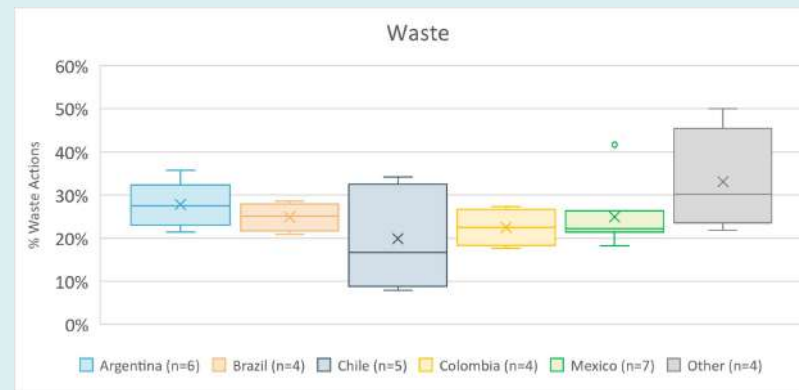 Waste
60%
50%
40%
30%
20%
10%
0%
% Waste Actions
Argentina (n=6) Brazil (n=4) Chile (n=5) Colombia (n=4) Mexico (n=7) Other (n=4)